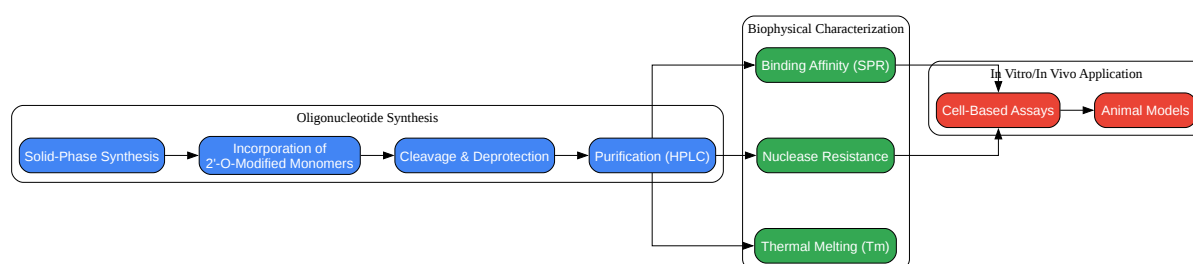 Oligonucleotide Synthesis
Solid-Phase Synthesis
Incorporation of
2'-O-Modified Monomers
Cleavage & Deprotection
Purification (HPLC)
Biophysical Characterization
Binding Affinity (SPR)
Nuclease Resistance
Thermal Melting (Tm)
In Vitro/In Vivo Application
Cell-Based Assays
Animal Models